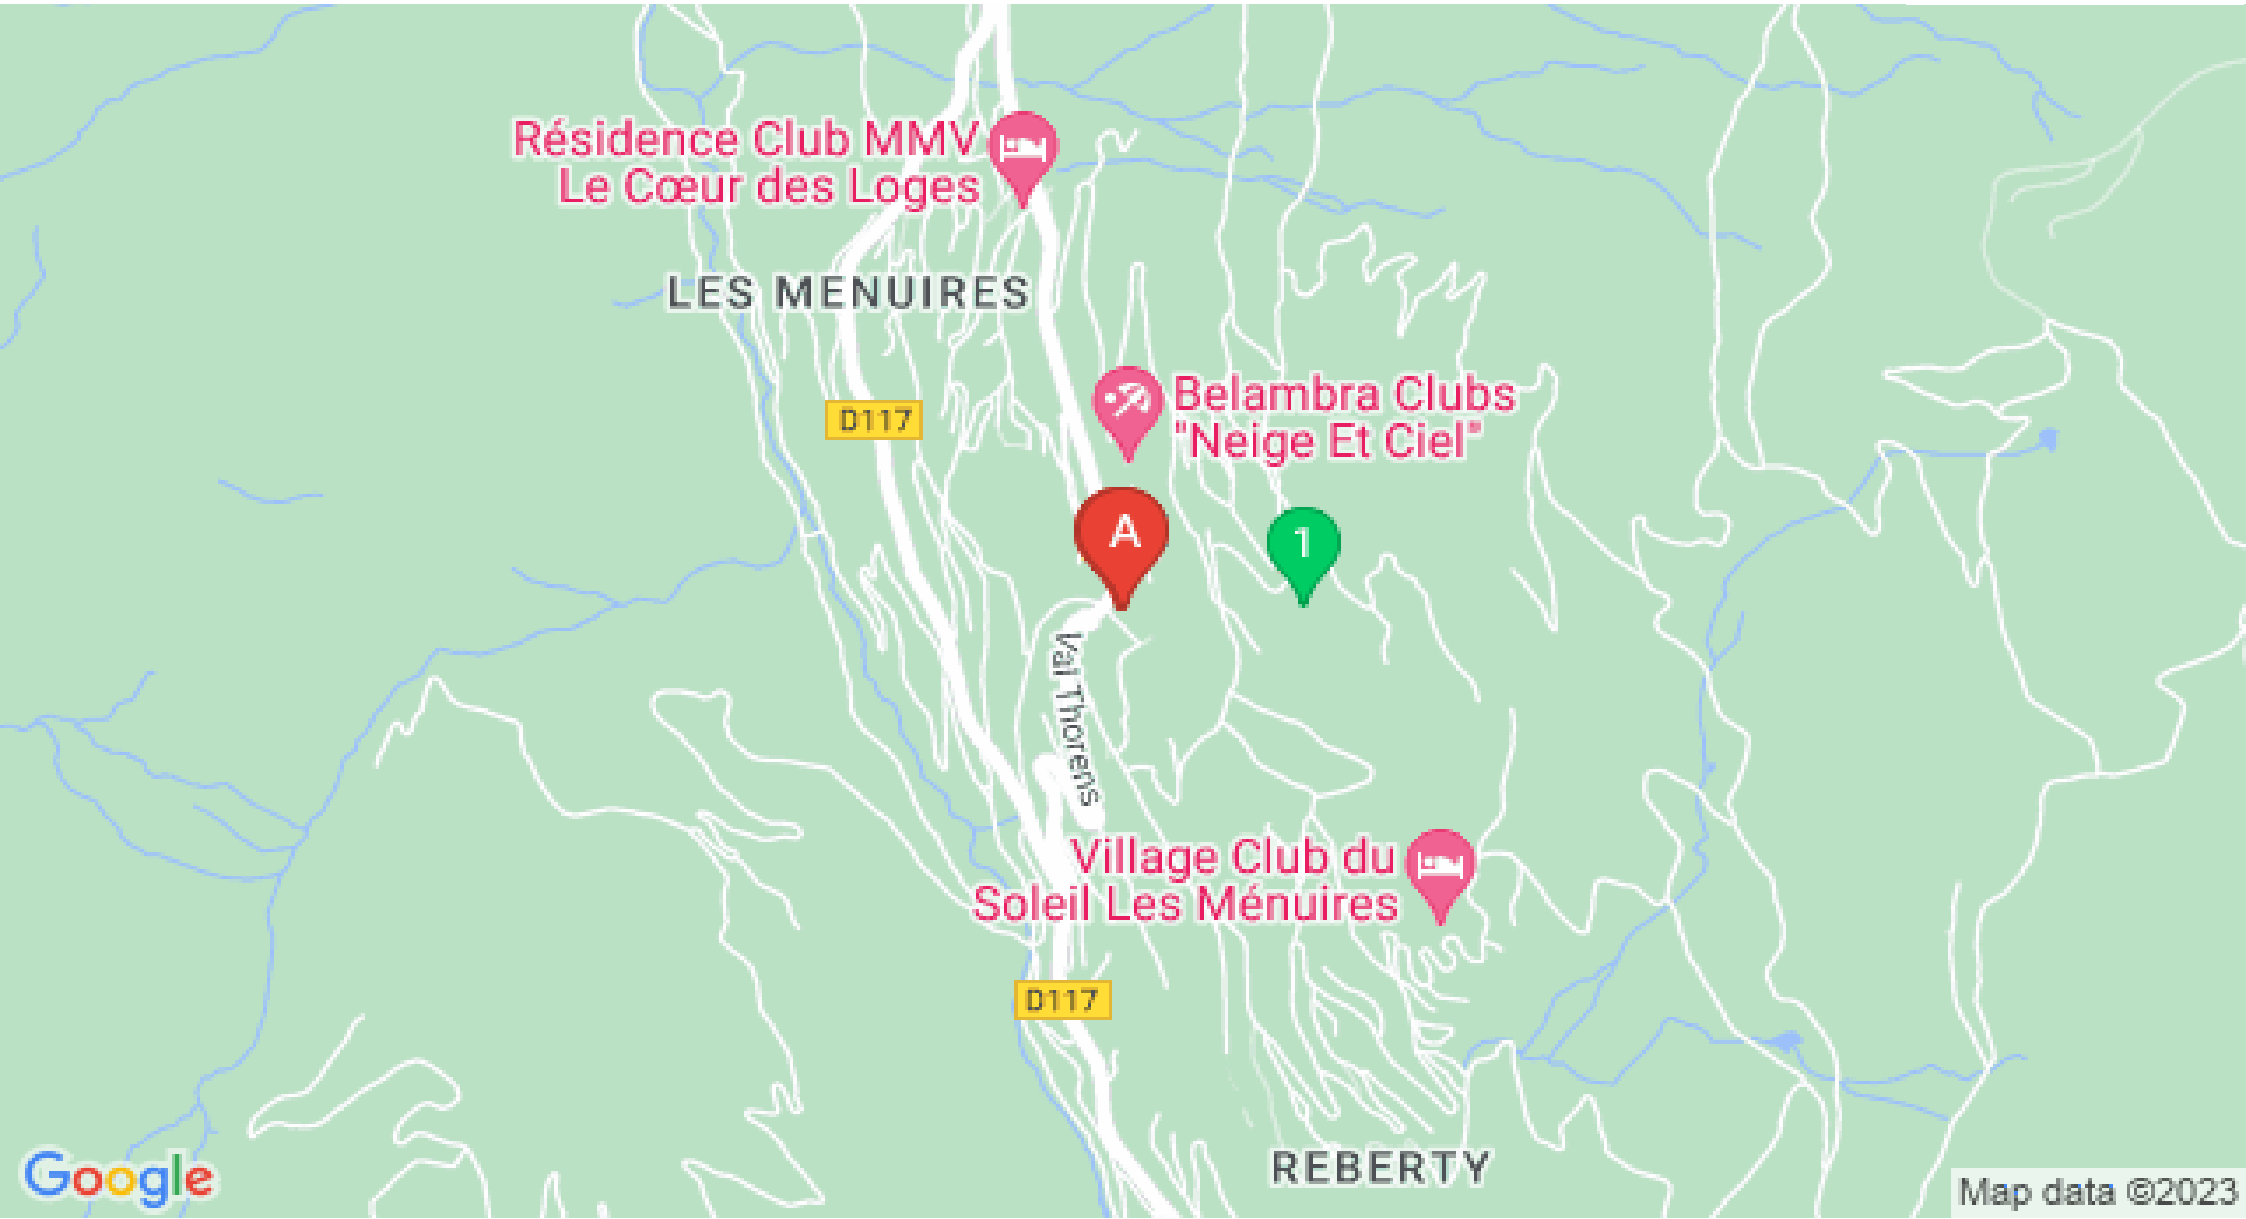 Résidence Club MMV
Le Cœur des Loges
LES MENUIRES
D117
Belambra Clubs
"Neige Et Ciel"
A
1
Val Thorens
Village Club du
Soleil Les Ménuires
D117
REBERTY
Google
Map data ©2023